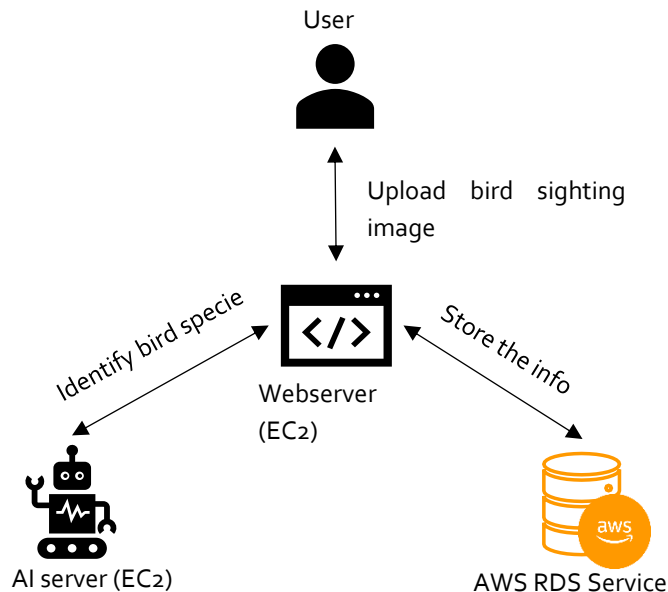 User
Upload bird sighting
image
Identify bird specie
Store the info
</>
Webserver
(EC2)
aws
AI server (EC2)
AWS RDS Service